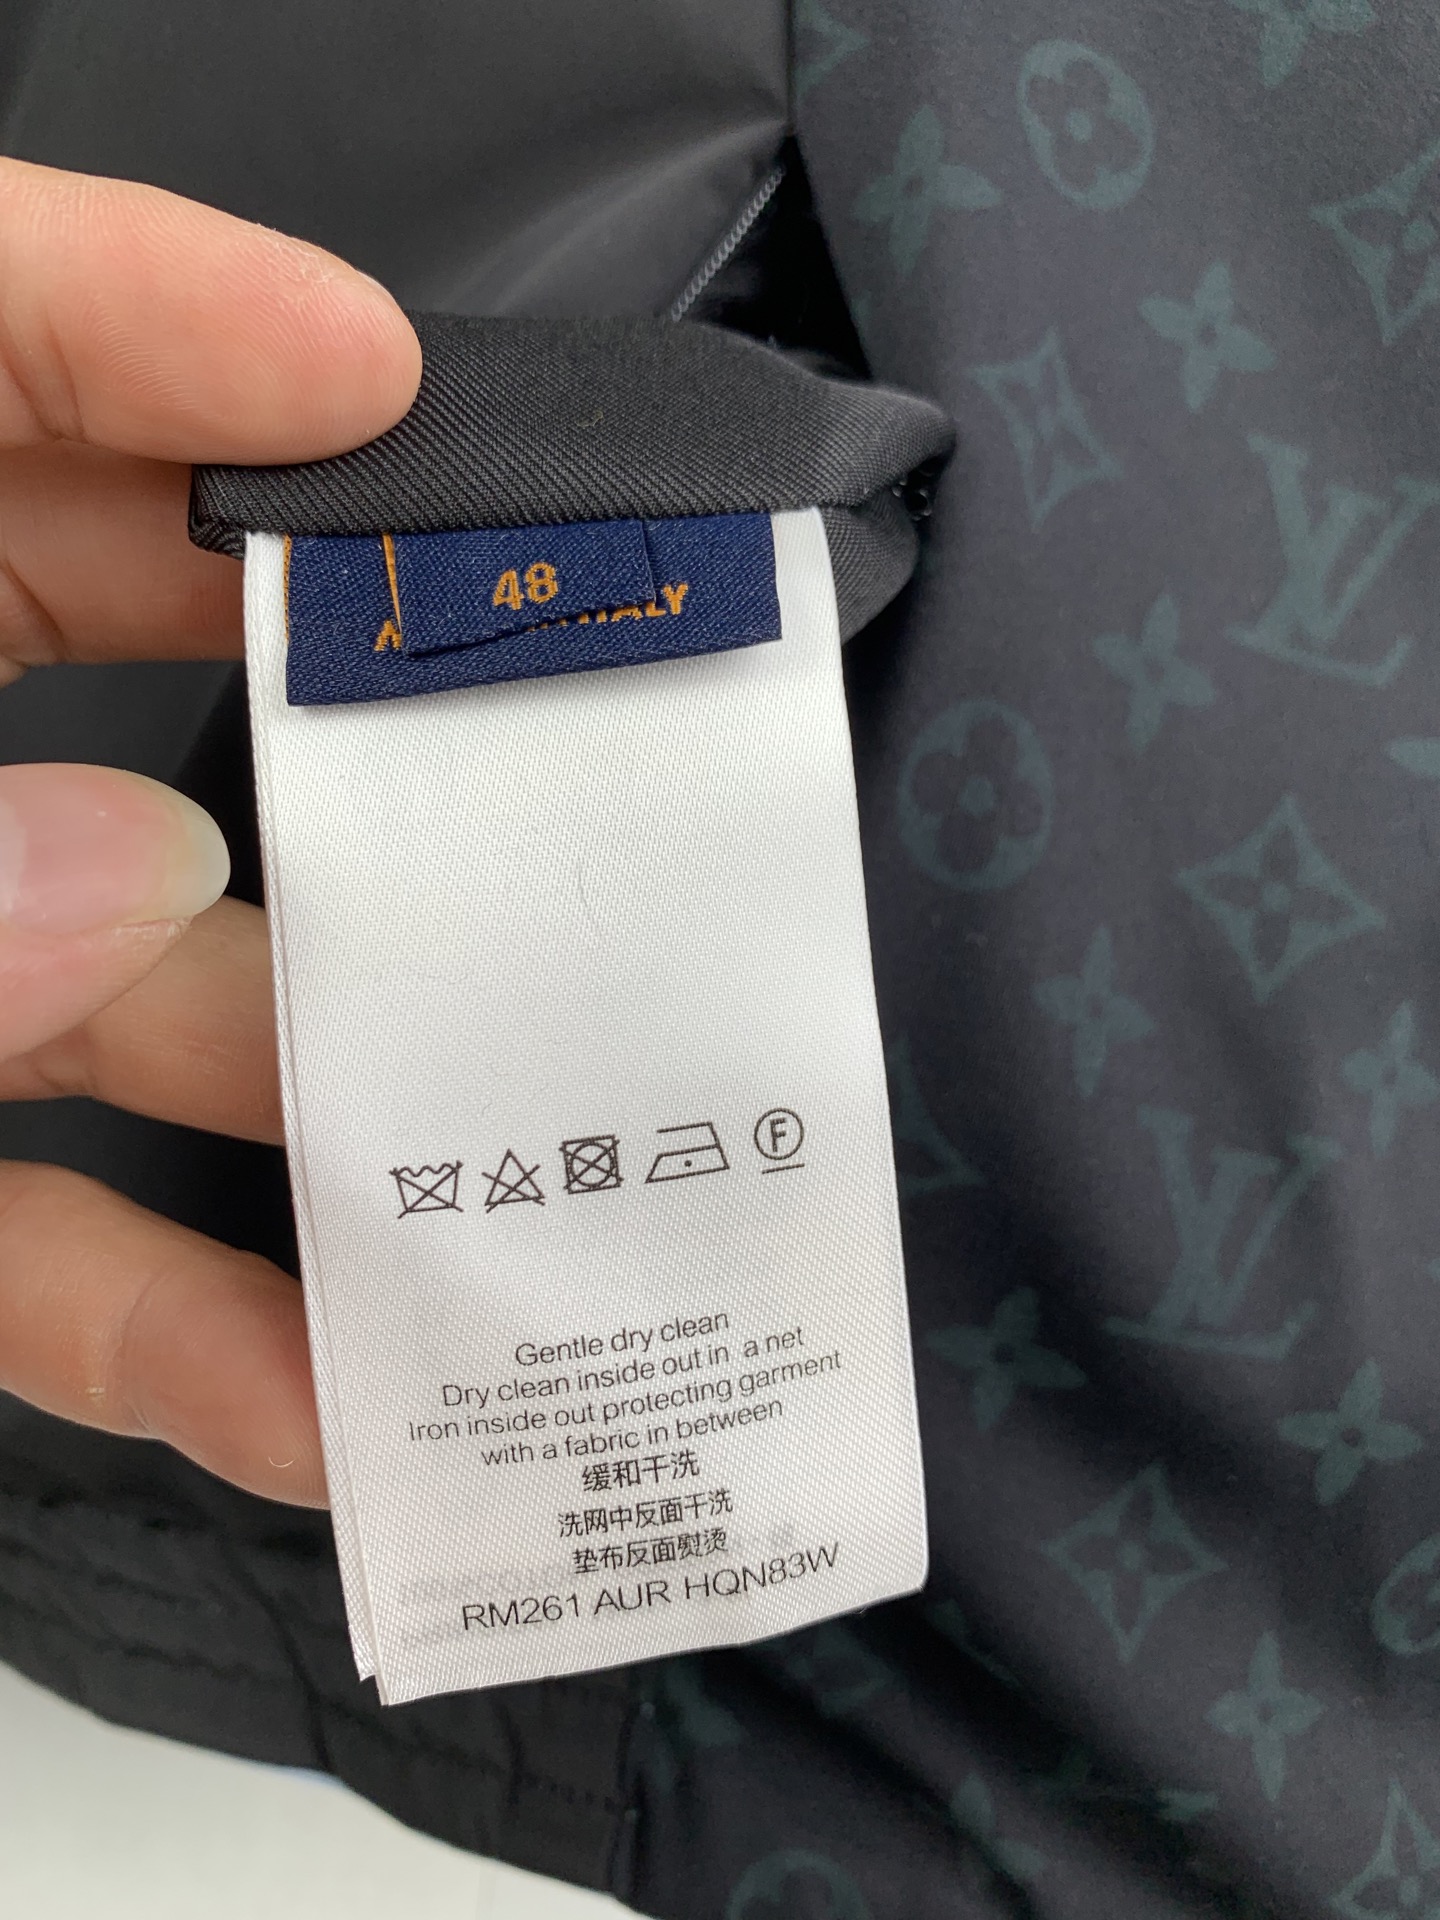 48
Gentle dry clean
Dry clean inside out in a net
Iron inside out protecting garment
with a fabric in between
缓和干洗
洗网中反面干洗
垫布反面熨烫
RM261 AUR HQN83W
F
LV
LV